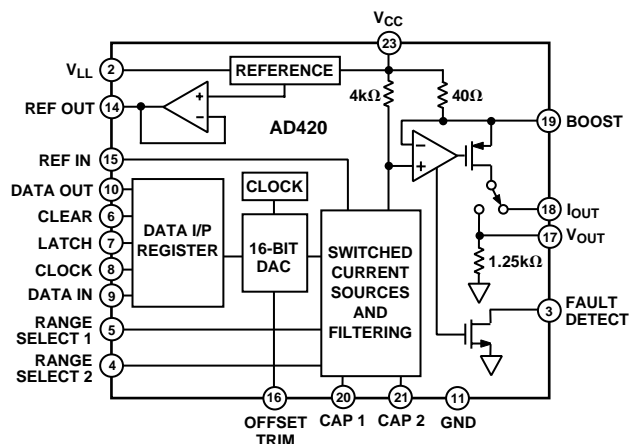 VCC
23
VLL
2
REFERENCE
4kΩ
40Ω
REF OUT
14
+
−
AD420
19
BOOST
REF IN
15
−
+
DATA OUT
10
CLOCK
CLEAR
6
18
IOUT
LATCH
7
DATA I/P
REGISTER
16-BIT
DAC
SWITCHED
CURRENT
SOURCES
AND
FILTERING
17
VOUT
CLOCK
8
1.25kΩ
DATA IN
9
RANGE
SELECT 1
5
3
FAULT
DETECT
RANGE
SELECT 2
4
16
20
21
11
OFFSET
TRIM
CAP 1
CAP 2
GND